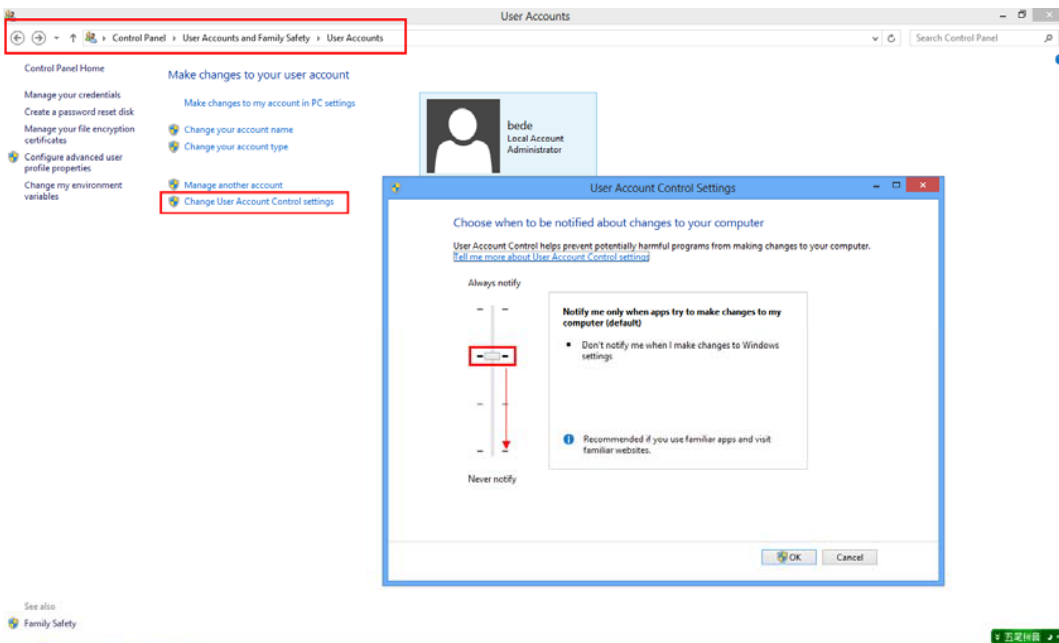 User Accounts
Control Panel › User Accounts and Family Safety › User Accounts
Search Control Panel
Control Panel Home
Manage your credentials
Create a password reset disk
Manage your file encryption
certificates
Configure advanced user
profile properties
Change my environment
variables
Make changes to your user account
Make changes to my account in PC settings
Change your account name
Change your account type
Manage another account
Change User Account Control settings
bede
Local Account
Administrator
User Account Control Settings
Choose when to be notified about changes to your computer
User Account Control helps prevent potentially harmful programs from making changes to your computer.
Tell me more about User Account Control settings
Always notify
Notify me only when apps try to make changes to my
computer (default)
Don't notify me when I make changes to Windows
settings
Recommended if you use familiar apps and visit
familiar websites.
Never notify
OK
Cancel
See also
Family Safety
五笔拼音